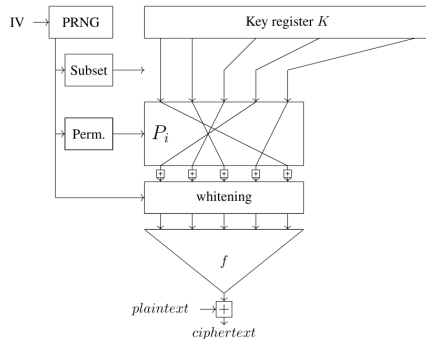 IV PRNG Key register K
Subset
Perm. P_i
+ + + + +
whitening
f
plaintext +
ciphertext